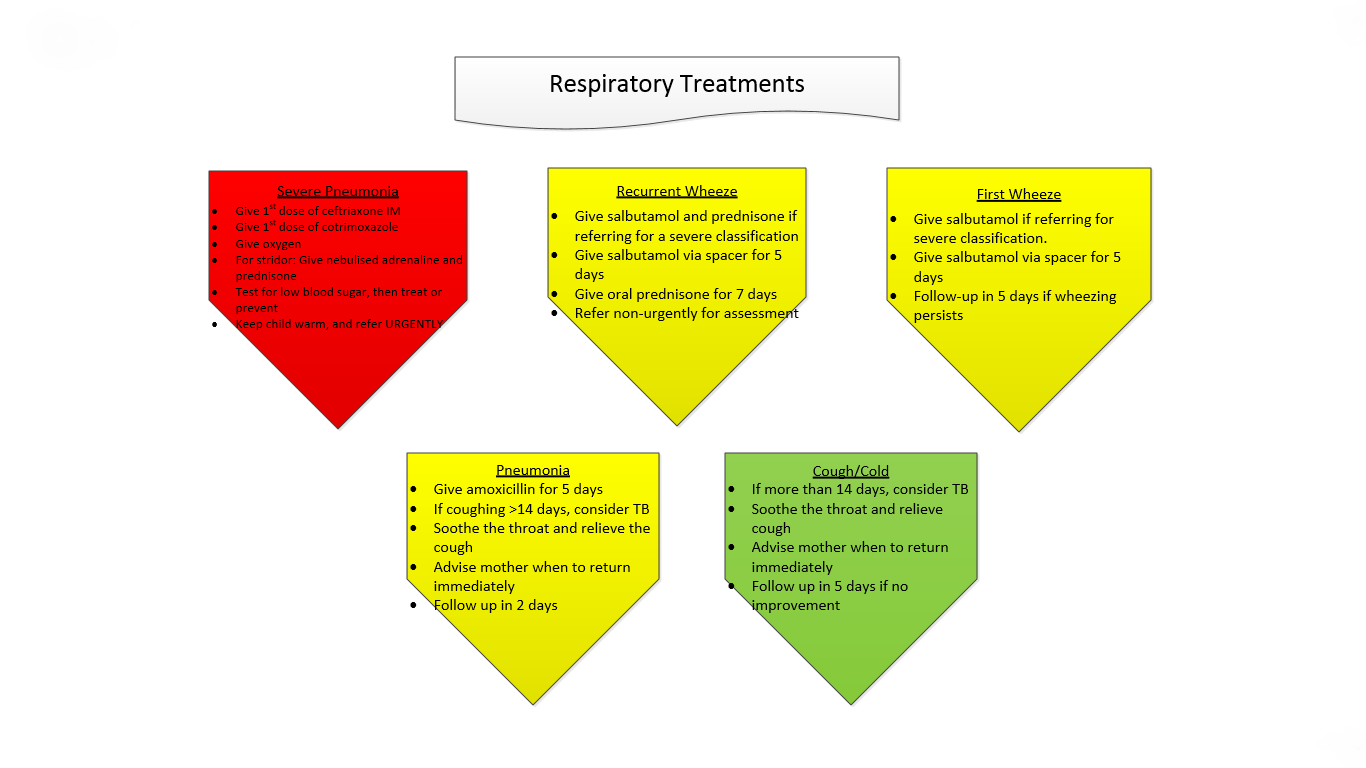 Respiratory Treatments
Severe Pneumonia
• Give 1st dose of ceftriaxone IM
• Give 1st dose of cotrimoxazole
• Give oxygen
• For stridor: Give nebulised adrenaline and
prednisone
• Test for low blood sugar, then treat or
prevent
• Keep child warm, and refer URGENTLY
Recurrent Wheeze
• Give salbutamol and prednisone if
referring for a severe classification
• Give salbutamol via spacer for 5
days
• Give oral prednisone for 7 days
• Refer non-urgently for assessment
First Wheeze
• Give salbutamol if referring for
severe classification.
• Give salbutamol via spacer for 5
days
• Follow-up in 5 days if wheezing
persists
Pneumonia
• Give amoxicillin for 5 days
• If coughing >14 days, consider TB
• Soothe the throat and relieve the
cough
• Advise mother when to return
immediately
• Follow up in 2 days
Cough/Cold
• If more than 14 days, consider TB
• Soothe the throat and relieve
cough
• Advise mother when to return
immediately
• Follow up in 5 days if no
improvement